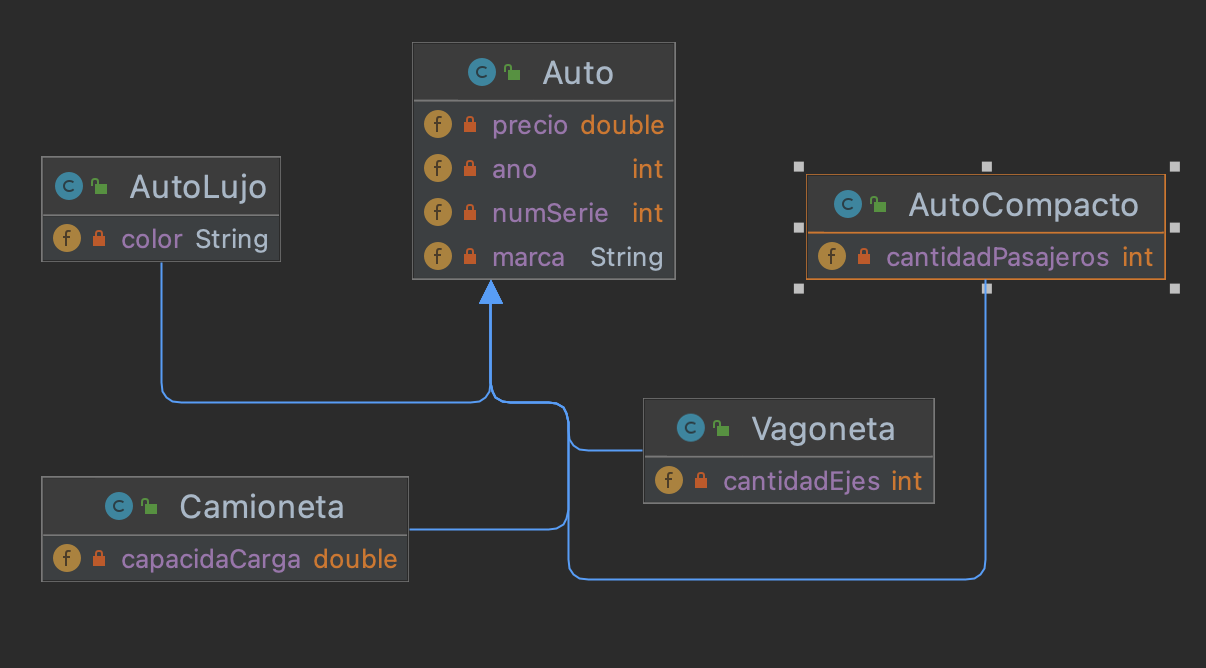 Auto
precio double
ano int
numSerie int
marca String
AutoLujo
color String
AutoCompacto
cantidadPasajeros int
Vagoneta
cantidadEjes int
Camioneta
capacidaCarga double